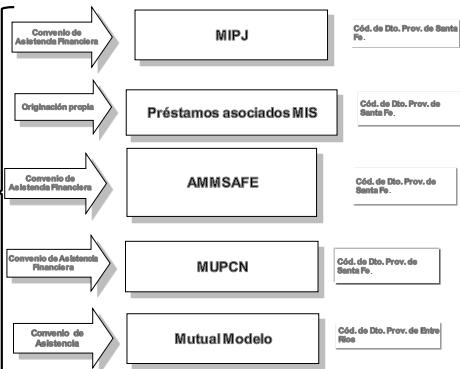 Convenio de
Asistencia Financiera
MIPJ
Cód. de Dto. Prov. de Santa
Fe.
Originación propia
Préstamos asociados MIS
Cód. de Dto. Prov. de
Santa Fe.
Convenio de
Asistencia Financiera
AMMSAFE
Cód. de Dto. Prov. de
Santa Fe.
Convenio de Asistencia
Financiera
MUPCN
Cód. de Dto. Prov. de
Santa Fe.
Convenio de
Asistencia
Mutual Modelo
Cód. de Dto. Prov. de Entre
Ríos